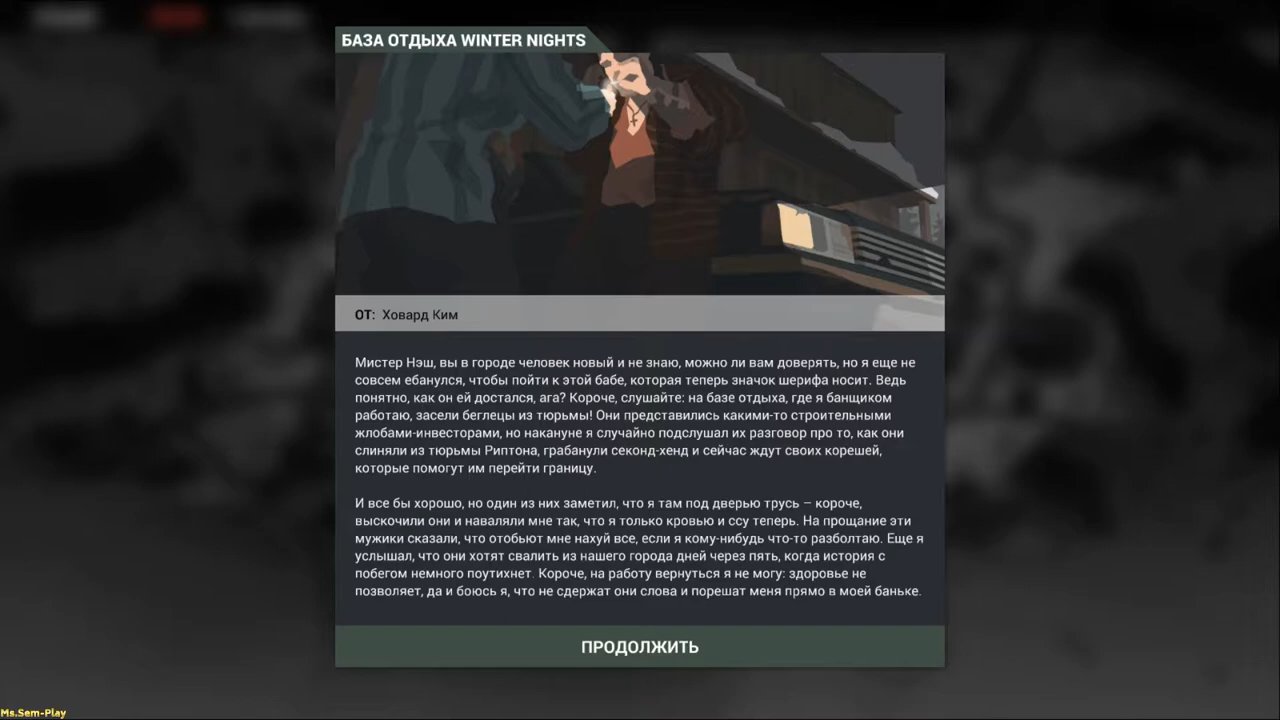 БАЗА ОТДЫХА WINTER NIGHTS
ОТ: Ховард Ким
Мистер Нэш, вы в городе человек новый и не знаю, можно ли вам доверять, но я еще не
совсем ебанулся, чтобы пойти к этой бабе, которая теперь значок шерифа носит. Ведь
понятно, как он ей достался, ага? Короче, слушайте: на базе отдыха, где я банщиком
работаю, засели беглецы из тюрьмы! Они представились какими-то строительными
жлобами-инвесторами, но накануне я случайно подслушал их разговор про то, как они
слиняли из тюрьмы Риптона, грабанули секонд-хенд и сейчас ждут своих корешей,
которые помогут им перейти границу.
И все бы хорошо, но один из них заметил, что я там под дверью трусь – короче,
выскочили они и наваляли мне так, что я только кровью и ссу теперь. На прощание эти
мужики сказали, что отобьют мне нахуй все, если я кому-нибудь что-то разболтаю. Еще я
услышал, что они хотят свалить из нашего города дней через пять, когда история с
побегом немного поутихнет. Короче, на работу вернуться я не могу: здоровье не
позволяет, да и боюсь я, что не сдержат они слова и порешат меня прямо в моей баньке.
ПРОДОЛЖИТЬ
Ms.Sem-Play